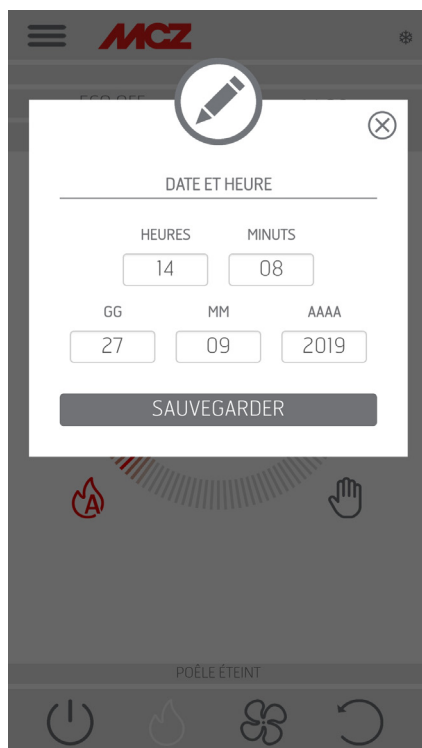 MCZ
DATE ET HEURE
HEURES MINUTS
14 08
GG MM AAAA
27 09 2019
SAUVEGARDER
A
POÊLE ÉTEINT